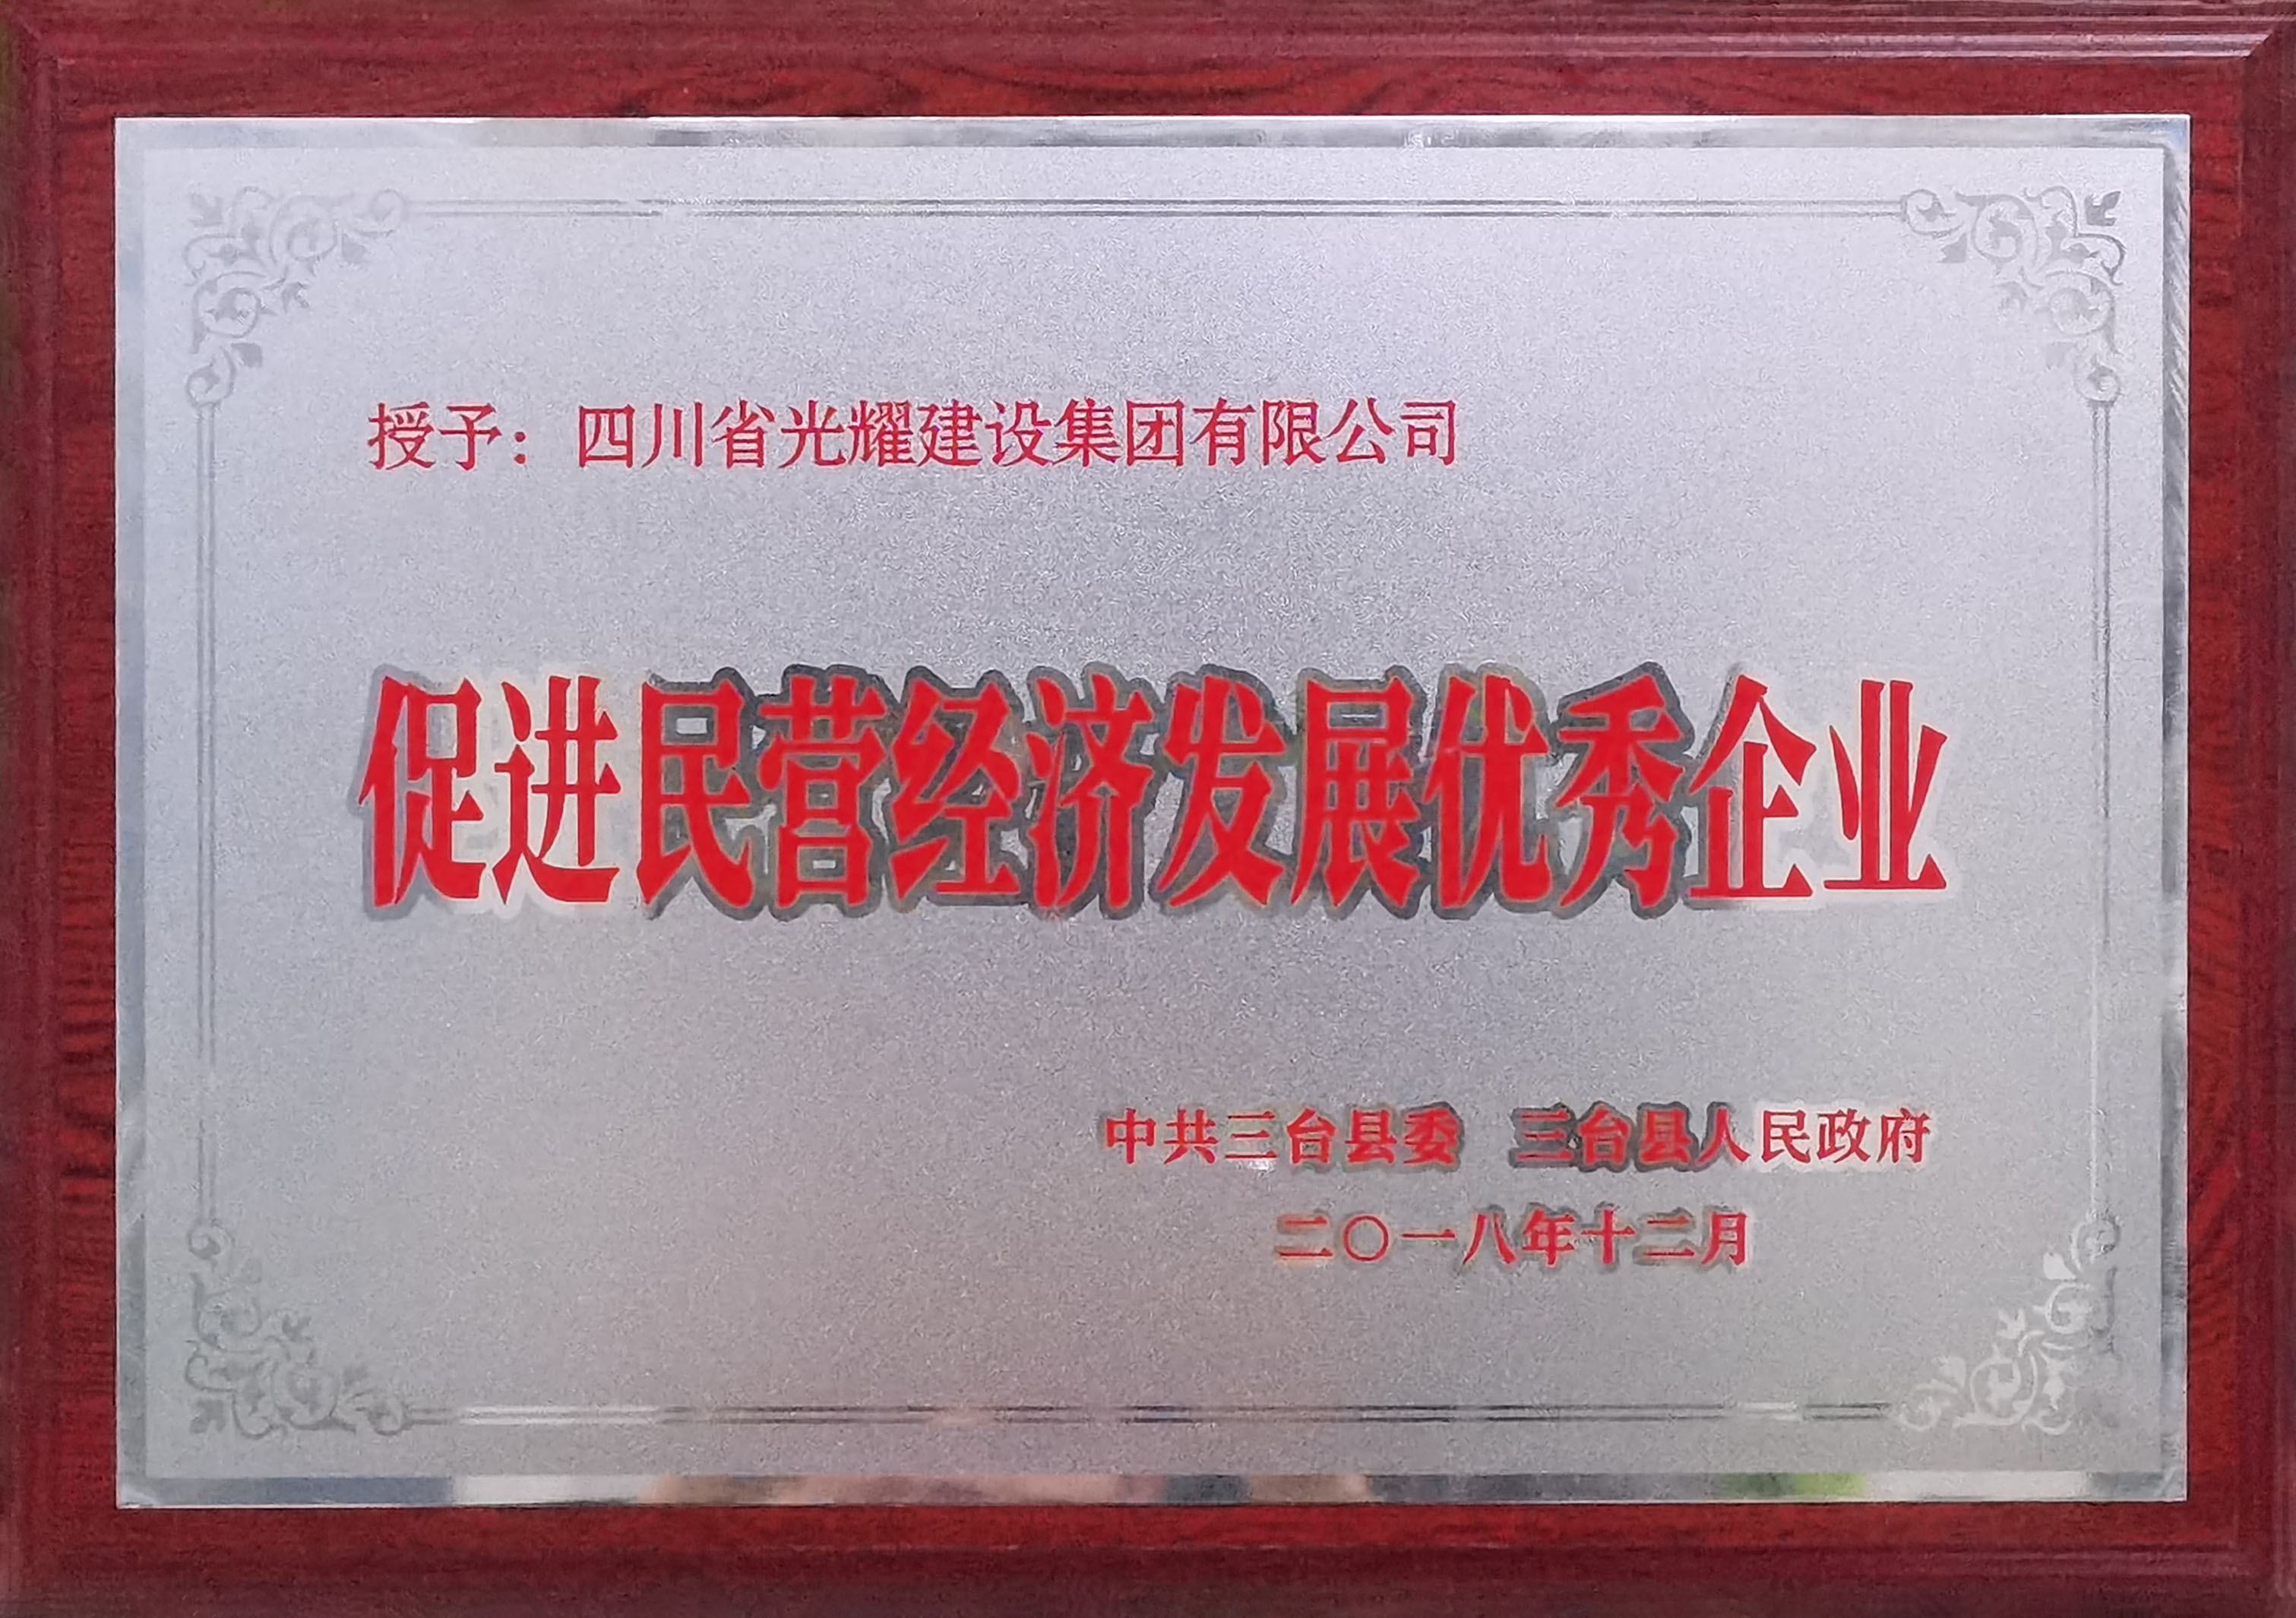 授予：四川省光耀建设集团有限公司
促进民营经济发展优秀企业
中共三台县委　三台县人民政府
二〇一八年十二月